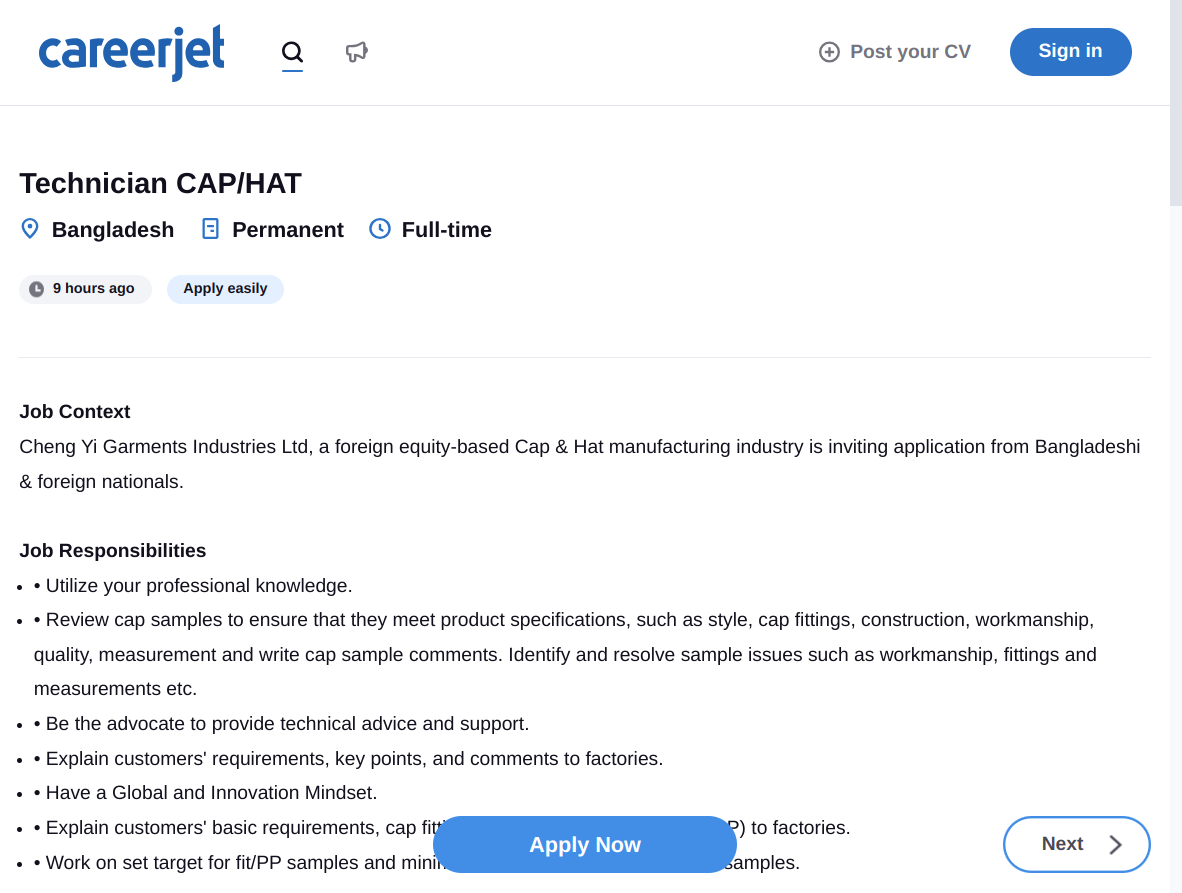 careerjet
Post your CV
Sign in
Technician CAP/HAT
Bangladesh Permanent Full-time
9 hours ago Apply easily
Job Context
Cheng Yi Garments Industries Ltd, a foreign equity-based Cap & Hat manufacturing industry is inviting application from Bangladeshi
& foreign nationals.
Job Responsibilities
• • Utilize your professional knowledge.
• • Review cap samples to ensure that they meet product specifications, such as style, cap fittings, construction, workmanship,
quality, measurement and write cap sample comments. Identify and resolve sample issues such as workmanship, fittings and
measurements etc.
• • Be the advocate to provide technical advice and support.
• • Explain customers' requirements, key points, and comments to factories.
• • Have a Global and Innovation Mindset.
• • Explain customers' basic requirements, cap to factories.
• • Work on set target for fit/PP samples and samples.
Apply Now
Next